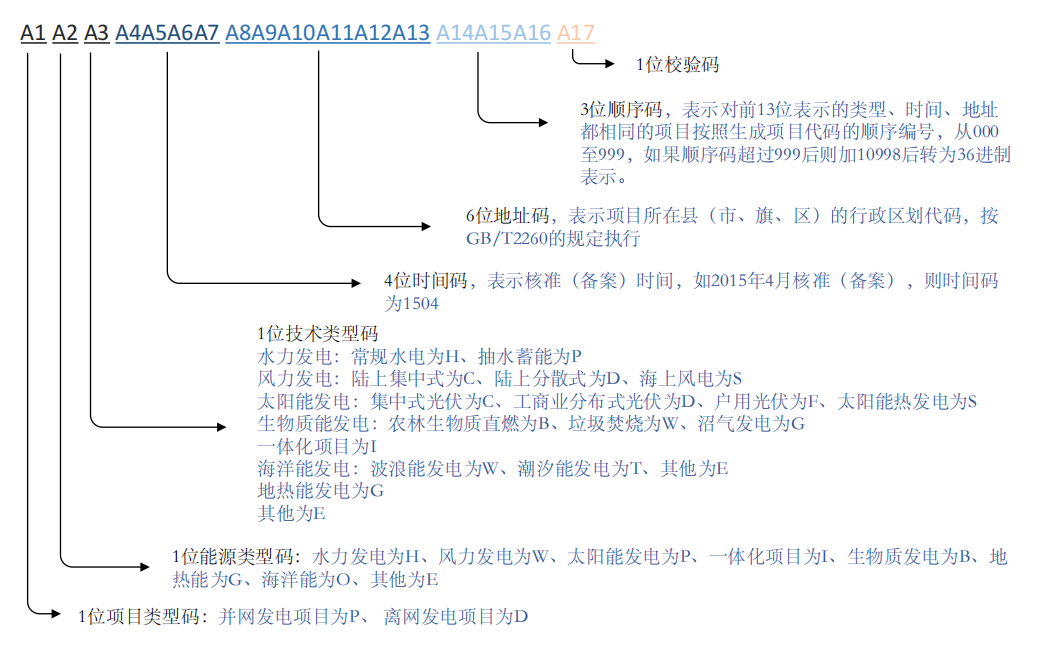 A1 A2 A3 A4A5A6A7 A8A9A10A11A12A13 A14A15A16 A17
1位校验码
3位顺序码，表示对前13位表示的类型、时间、地址
都相同的项目按照生成项目代码的顺序编号，从000
至999，如果顺序码超过999后则加10998后转为36进制
表示。
6位地址码，表示项目所在县（市、旗、区）的行政区划代码，按
GB/T2260的规定执行
4位时间码，表示核准（备案）时间，如2015年4月核准（备案），则时间码
为1504
1位技术类型码
水力发电：常规水电为H、抽水蓄能为P
风力发电：陆上集中式为C、陆上分散式为D、海上风电为S
太阳能发电：集中式光伏为C、工商业分布式光伏为D、户用光伏为F、太阳能热发电为S
生物质能发电：农林生物质直燃为B、垃圾焚烧为W、沼气发电为G
一体化项目为I
海洋能发电：波浪能发电为W、潮汐能发电为T、其他为E
地热能发电为G
其他为E
1位能源类型码：水力发电为H、风力发电为W、太阳能发电为P、一体化项目为I、生物质发电为B、地
热能为G、海洋能为O、其他为E
1位项目类型码：并网发电项目为P、 离网发电项目为D